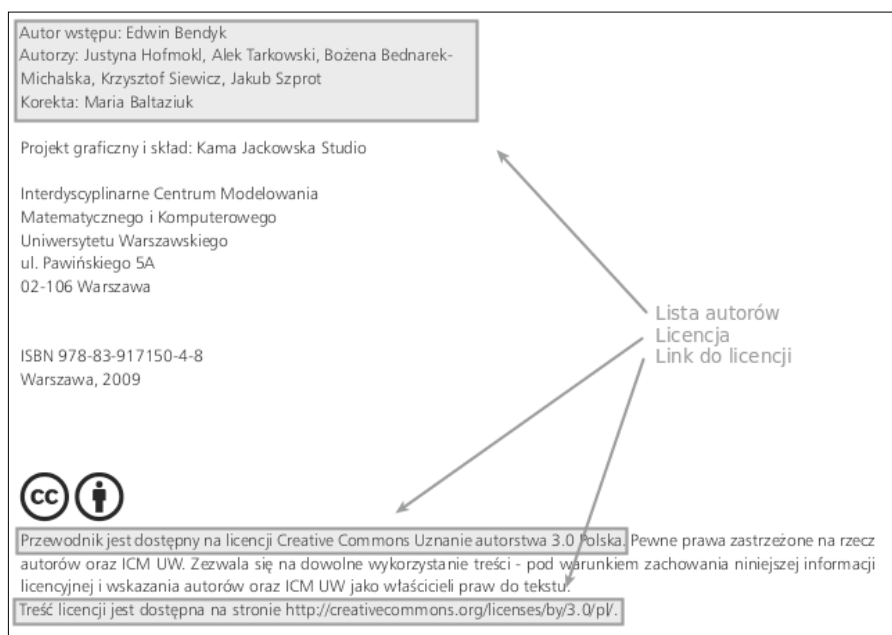 Autor wstępu: Edwin Bendyk
Autorzy: Justyna Hofmokl, Alek Tarkowski, Bożena Bednarek-
Michalska, Krzysztof Siewicz, Jakub Szprot
Korekta: Maria Baltaziuk
Projekt graficzny i skład: Kama Jackowska Studio
Interdyscyplinarne Centrum Modelowania
Matematycznego i Komputerowego
Uniwersytetu Warszawskiego
ul. Pawińskiego 5A
02-106 Warszawa
Lista autorów
Licencja
Link do licencji
ISBN 978-83-917150-4-8
Warszawa, 2009
cc
Przewodnik jest dostępny na licencji Creative Commons Uznanie autorstwa 3.0 Polska. Pewne prawa zastrzeżone na rzecz
autorów oraz ICM UW. Zezwala się na dowolne wykorzystanie treści - pod warunkiem zachowania niniejszej informacji
licencyjnej i wskazania autorów oraz ICM UW jako właścicieli praw do tekstu.
Treść licencji jest dostępna na stronie http://creativecommons.org/licenses/by/3.0/pl/.